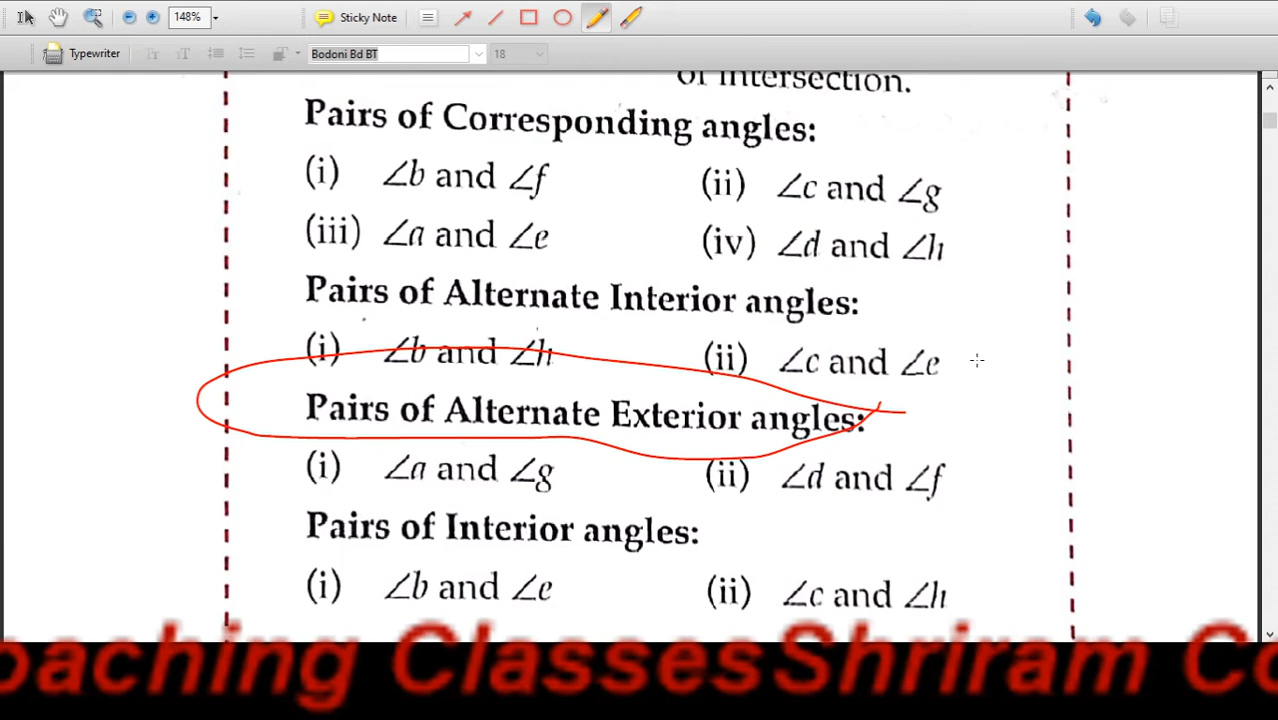 148%
Sticky Note
Typewriter
Bodoni Bd BT
18
of intersection.
Pairs of Corresponding angles:
(i) ∠b and ∠f (ii) ∠c and ∠g
(iii) ∠a and ∠e (iv) ∠d and ∠h
Pairs of Alternate Interior angles:
(i) ∠b and ∠h (ii) ∠c and ∠e
Pairs of Alternate Exterior angles:
(i) ∠a and ∠g (ii) ∠d and ∠f
Pairs of Interior angles:
(i) ∠b and ∠e (ii) ∠c and ∠h
oaching ClassesShriram Co